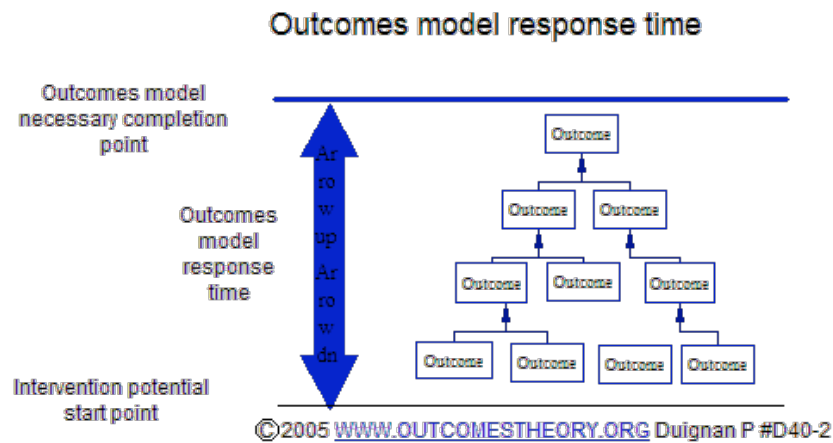 Outcomes model response time
Outcomes model
necessary completion
point
Outcomes
model
response
time
Intervention potential
start point
Ar
ro
w
up
Ar
ro
w
dn
Outcome
Outcome Outcome
Outcome Outcome Outcome
Outcome Outcome Outcome Outcome
©2005 WWW.OUTCOMESTHEORY.ORG Duignan P #D40-2